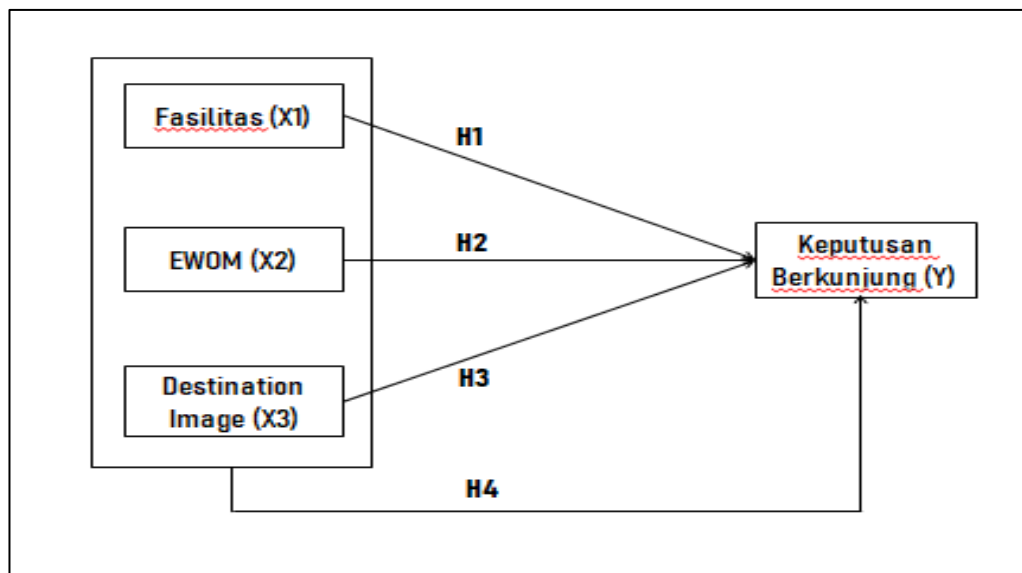 Fasilitas (X1)
H1
EWOM (X2)
H2
Keputusan
Berkunjung (Y)
Destination
Image (X3)
H3
H4